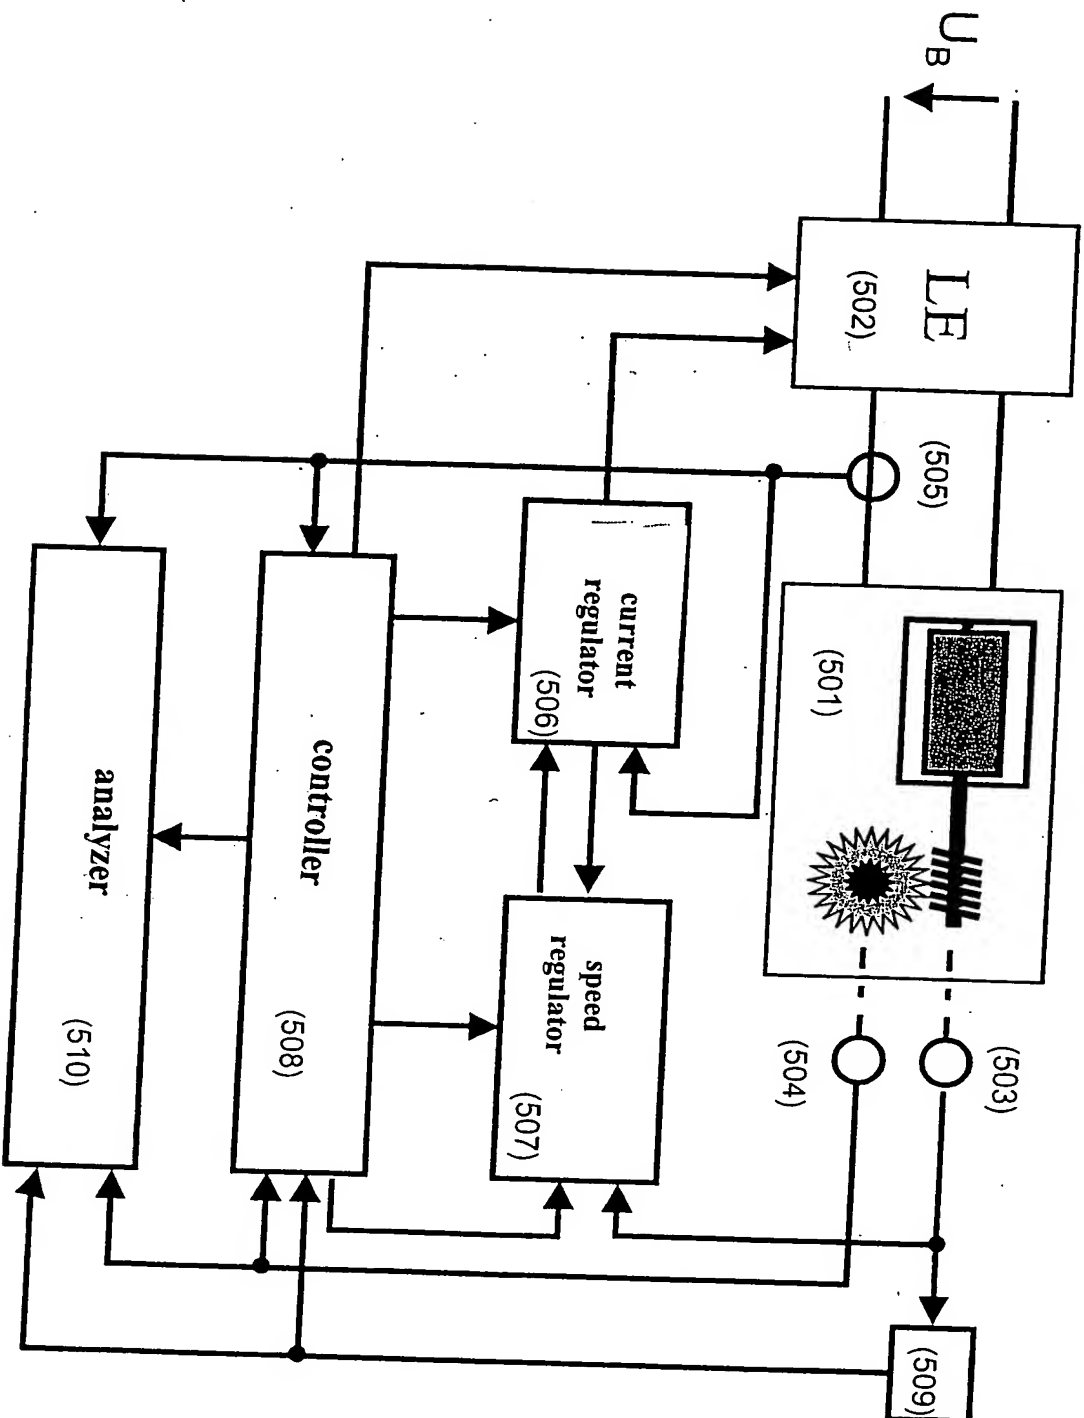 U_B
LE
(502)
(505)
(501)
(503)
(504)
current
regulator
(506)
speed
regulator
(507)
controller
(508)
analyzer
(510)
(509)